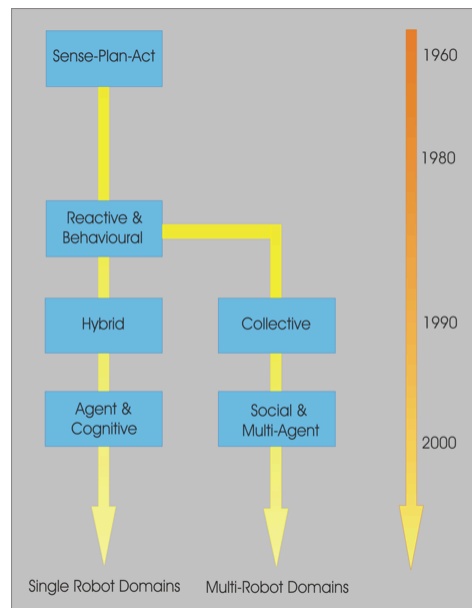 Sense-Plan-Act
1960
1980
Reactive &
Behavioural
Hybrid
Collective
1990
Agent &
Cognitive
Social &
Multi-Agent
2000
Single Robot Domains
Multi-Robot Domains